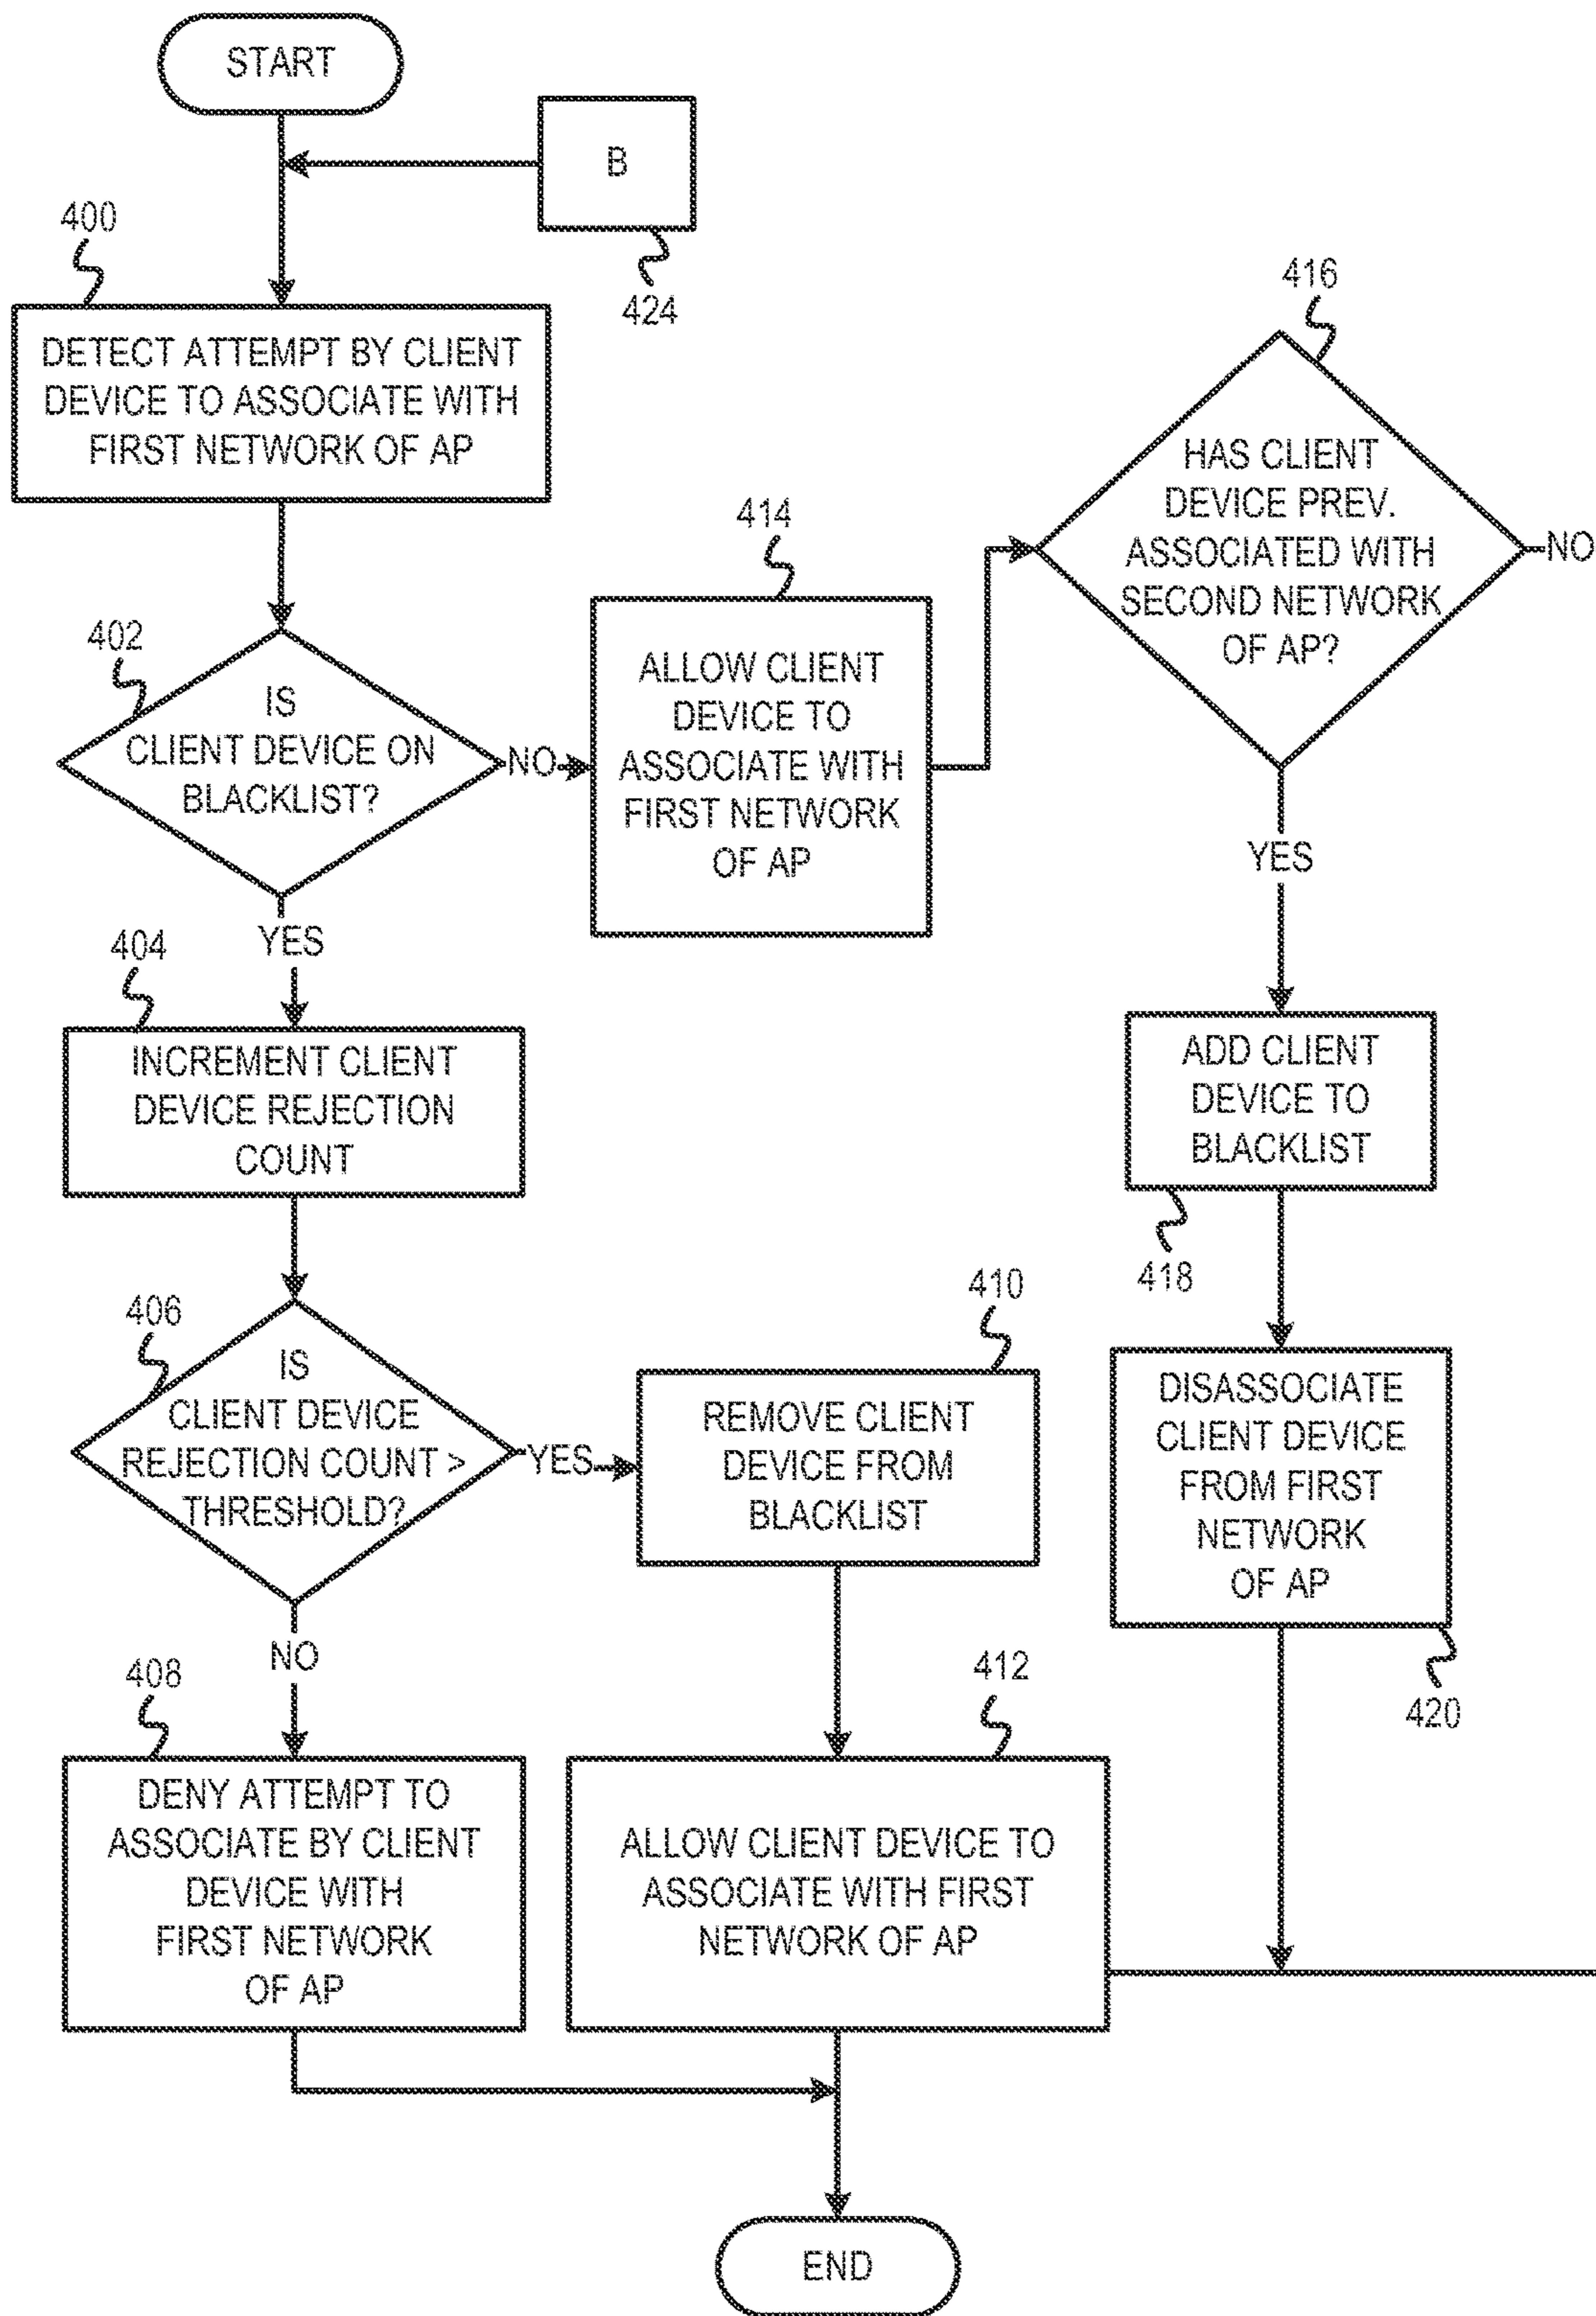 START
B
424
400
DETECT ATTEMPT BY CLIENT
DEVICE TO ASSOCIATE WITH
FIRST NETWORK OF AP
402
IS
CLIENT DEVICE ON
BLACKLIST?
NO
YES
414
ALLOW CLIENT
DEVICE TO
ASSOCIATE WITH
FIRST NETWORK
OF AP
416
HAS CLIENT
DEVICE PREV.
ASSOCIATED WITH
SECOND NETWORK
OF AP?
NO
YES
404
INCREMENT CLIENT
DEVICE REJECTION
COUNT
ADD CLIENT
DEVICE TO
BLACKLIST
418
406
IS
CLIENT DEVICE
REJECTION COUNT >
THRESHOLD?
YES
NO
410
REMOVE CLIENT
DEVICE FROM
BLACKLIST
DISASSOCIATE
CLIENT DEVICE
FROM FIRST
NETWORK
OF AP
420
408
DENY ATTEMPT TO
ASSOCIATE BY CLIENT
DEVICE WITH
FIRST NETWORK
OF AP
412
ALLOW CLIENT DEVICE TO
ASSOCIATE WITH FIRST
NETWORK OF AP
END